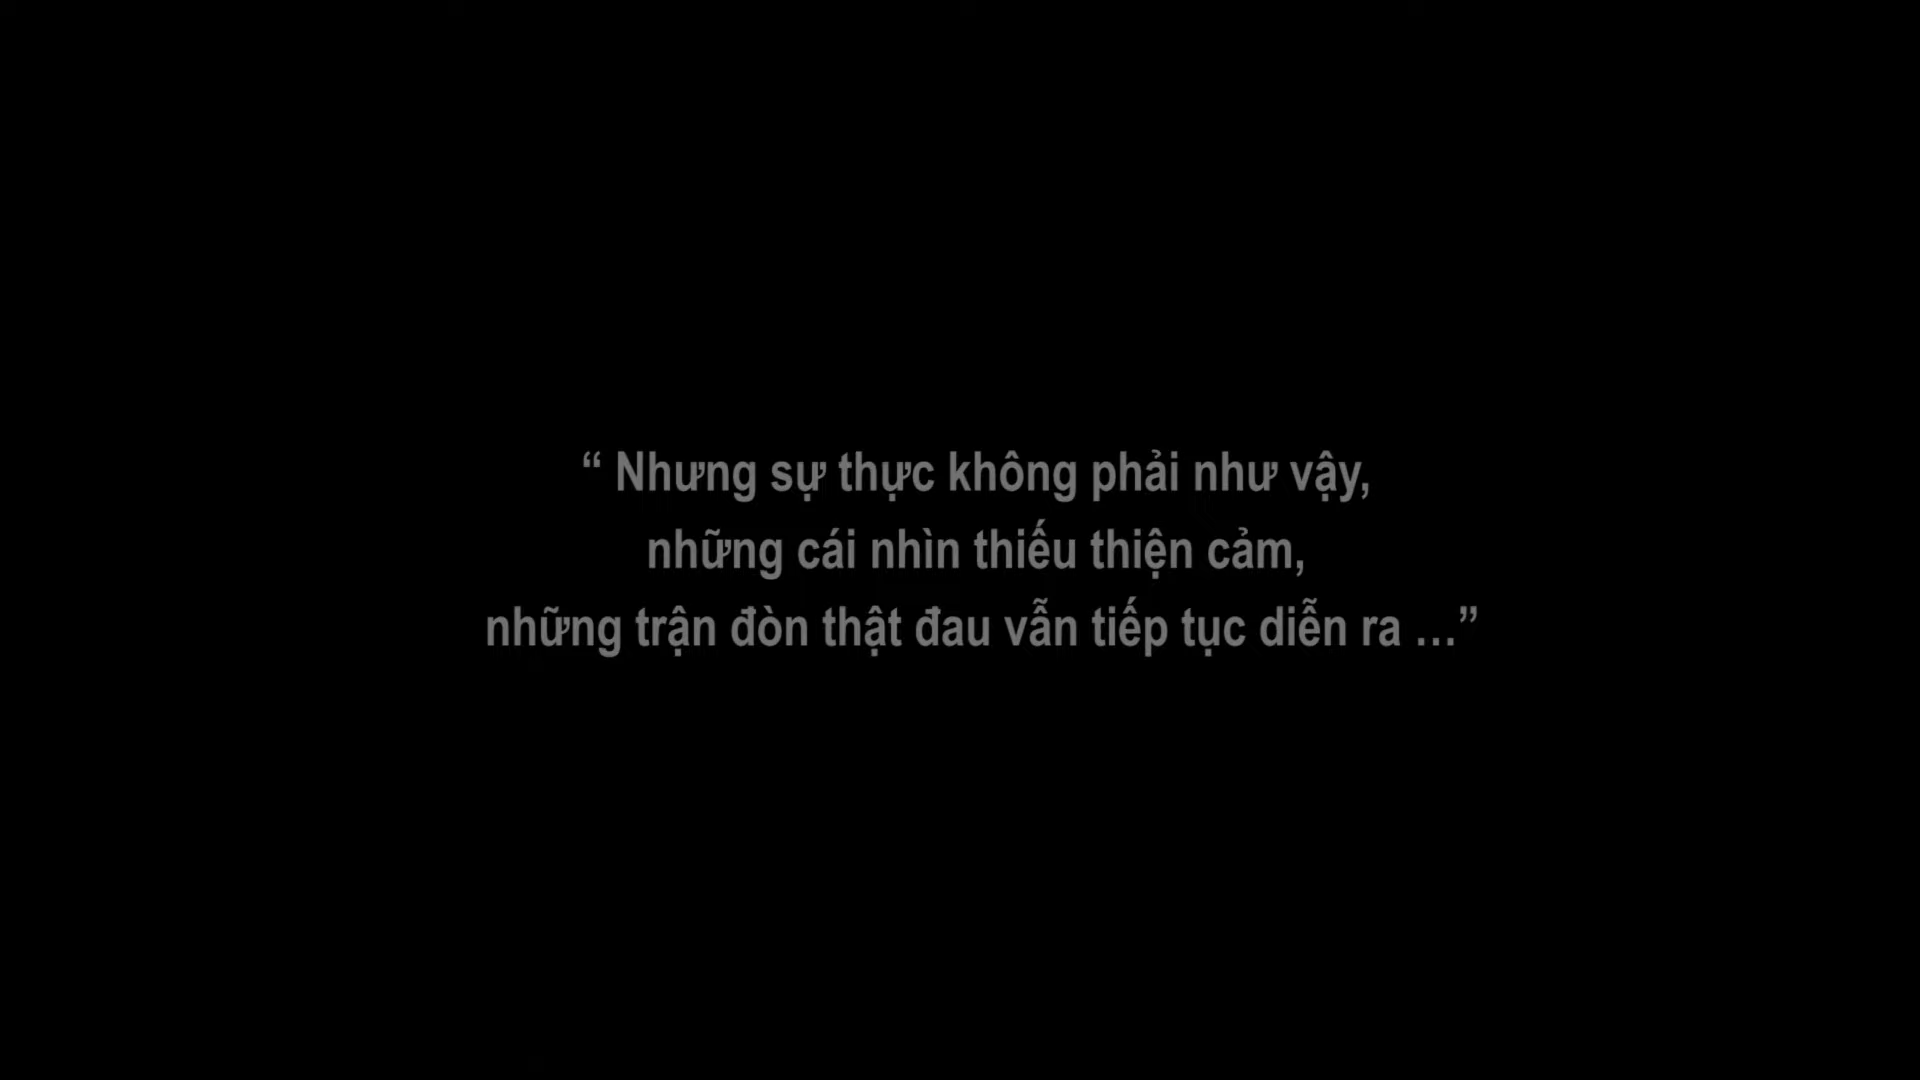 “ Nhưng sự thực không phải như vậy,
những cái nhìn thiếu thiện cảm,
những trận đòn thật đau vẫn tiếp tục diễn ra ...”